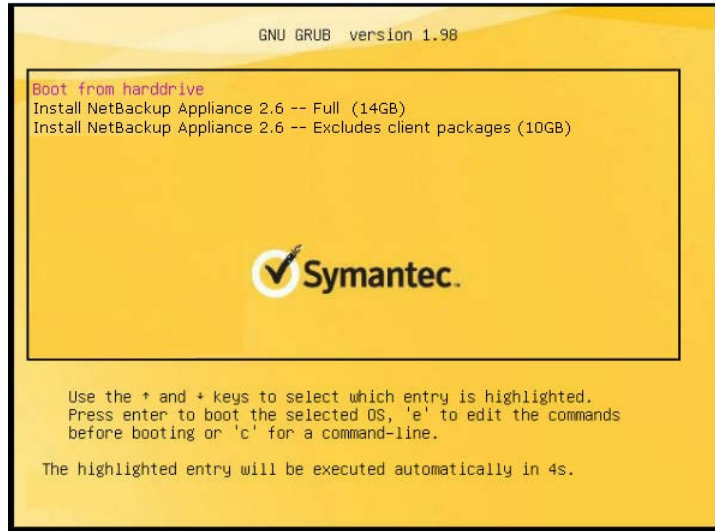 GNU GRUB version 1.98
Boot from harddrive
Install NetBackup Appliance 2.6 -- Full (14GB)
Install NetBackup Appliance 2.6 -- Excludes client packages (10GB)
Symantec.
Use the ↑ and ↓ keys to select which entry is highlighted.
Press enter to boot the selected OS, 'e' to edit the commands
before booting or 'c' for a command-line.
The highlighted entry will be executed automatically in 4s.